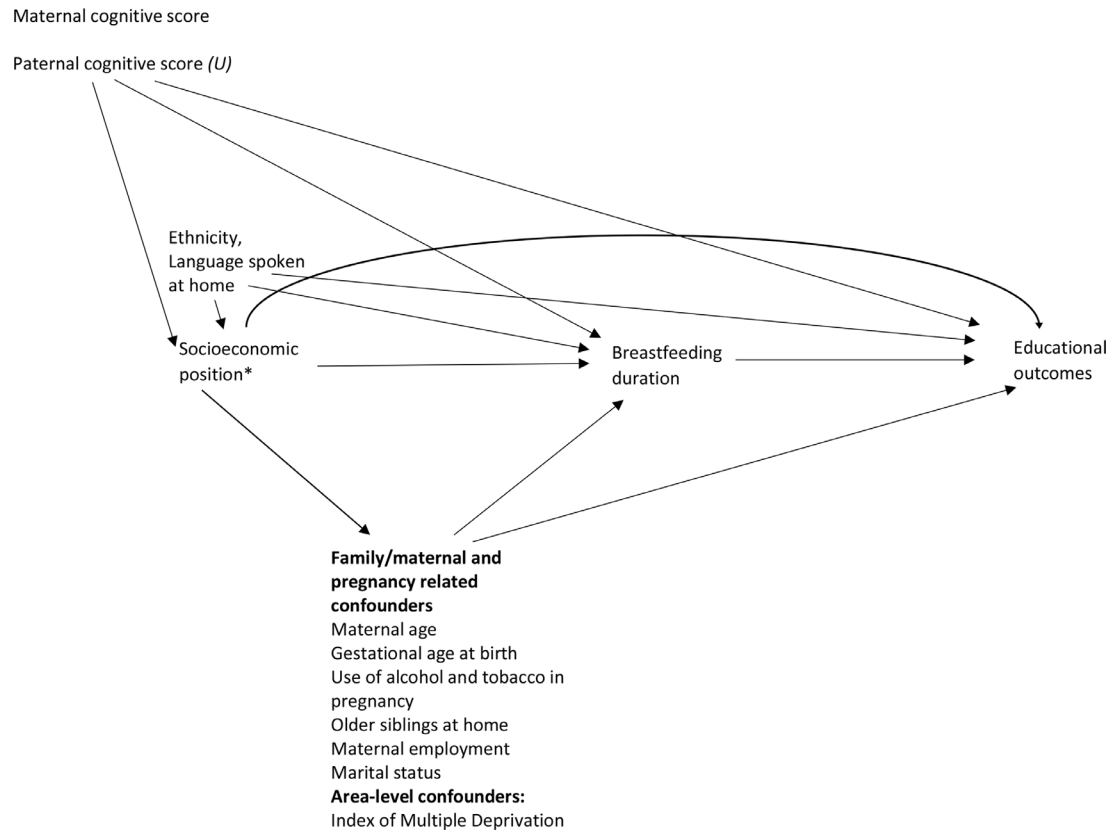 Maternal cognitive score
Paternal cognitive score (U)
Ethnicity,
Language spoken
at home
Socioeconomic
position*
Breastfeeding
duration
Educational
outcomes
Family/maternal and
pregnancy related
confounders
Maternal age
Gestational age at birth
Use of alcohol and tobacco in
pregnancy
Older siblings at home
Maternal employment
Marital status
Area-level confounders:
Index of Multiple Deprivation